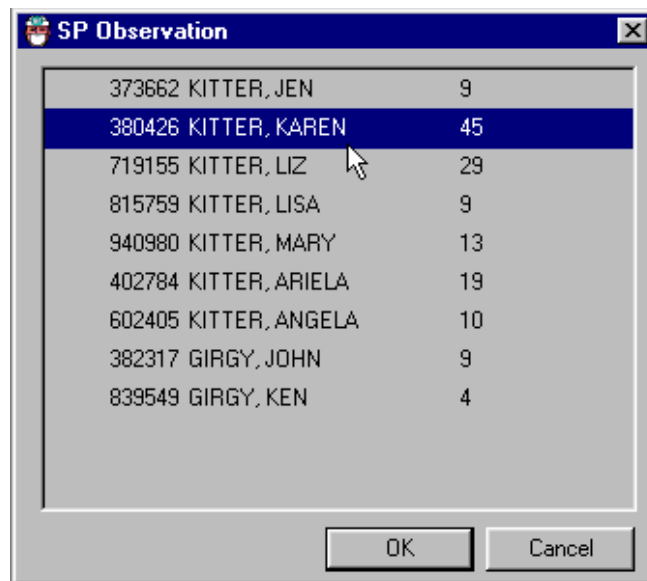 SP Observation
373662 KITTER, JEN 9
380426 KITTER, KAREN 45
719155 KITTER, LIZ 29
815759 KITTER, LISA 9
940980 KITTER, MARY 13
402784 KITTER, ARIELA 19
602405 KITTER, ANGELA 10
382317 GIRGY, JOHN 9
839549 GIRGY, KEN 4
OK Cancel